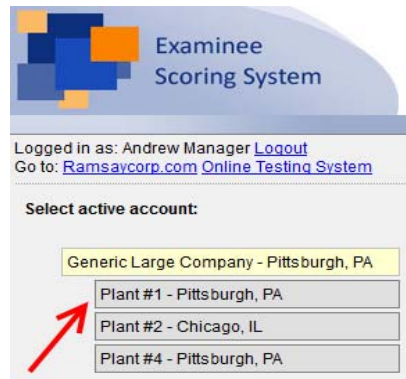 Examinee
Scoring System
Logged in as: Andrew Manager Logout
Go to: Ramsaycorp.com Online Testing System
Select active account:
Generic Large Company - Pittsburgh, PA
Plant #1 - Pittsburgh, PA
Plant #2 - Chicago, IL
Plant #4 - Pittsburgh, PA